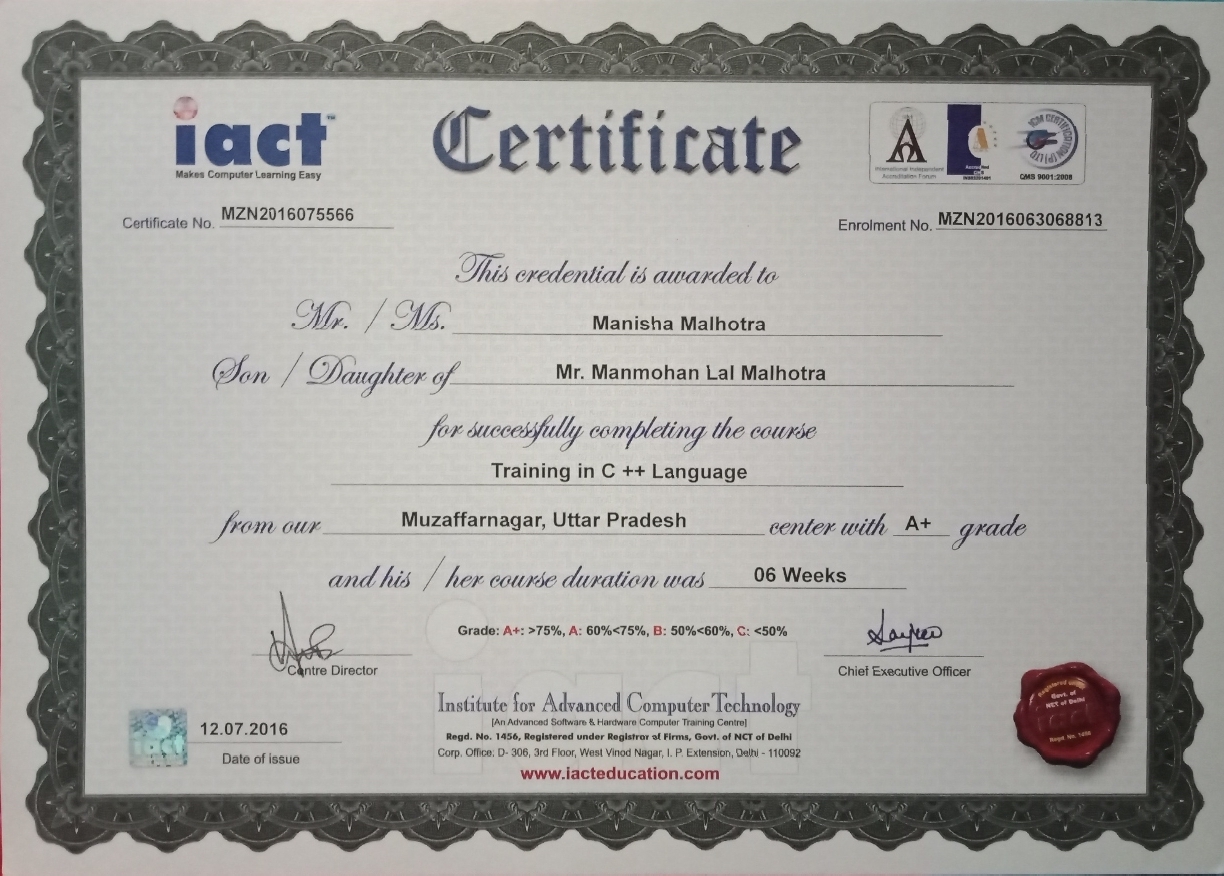 iact™
Makes Computer Learning Easy
Certificate
International Independent
Accreditation Forum
Accredited
QMS 9001:2008
Certificate No. MZN2016075566
Enrolment No. MZN2016063068813
This credential is awarded to
Mr. / Ms. Manisha Malhotra
Son / Daughter of Mr. Manmohan Lal Malhotra
for successfully completing the course
Training in C ++ Language
from our Muzaffarnagar, Uttar Pradesh center with A+ grade
and his / her course duration was 06 Weeks
Grade: A+: >75%, A: 60%<75%, B: 50%<60%, C: <50%
Centre Director
Chief Executive Officer
Institute for Advanced Computer Technology
[An Advanced Software & Hardware Computer Training Centre]
Regd. No. 1456, Registered under Registrar of Firms, Govt. of NCT of Delhi
Corp. Office: D- 306, 3rd Floor, West Vinod Nagar, I. P. Extension, Delhi - 110092
www.iacteducation.com
12.07.2016
Date of issue
iact
Registered under
Govt. of
NCT of Delhi
iact
Regd. No. 1456